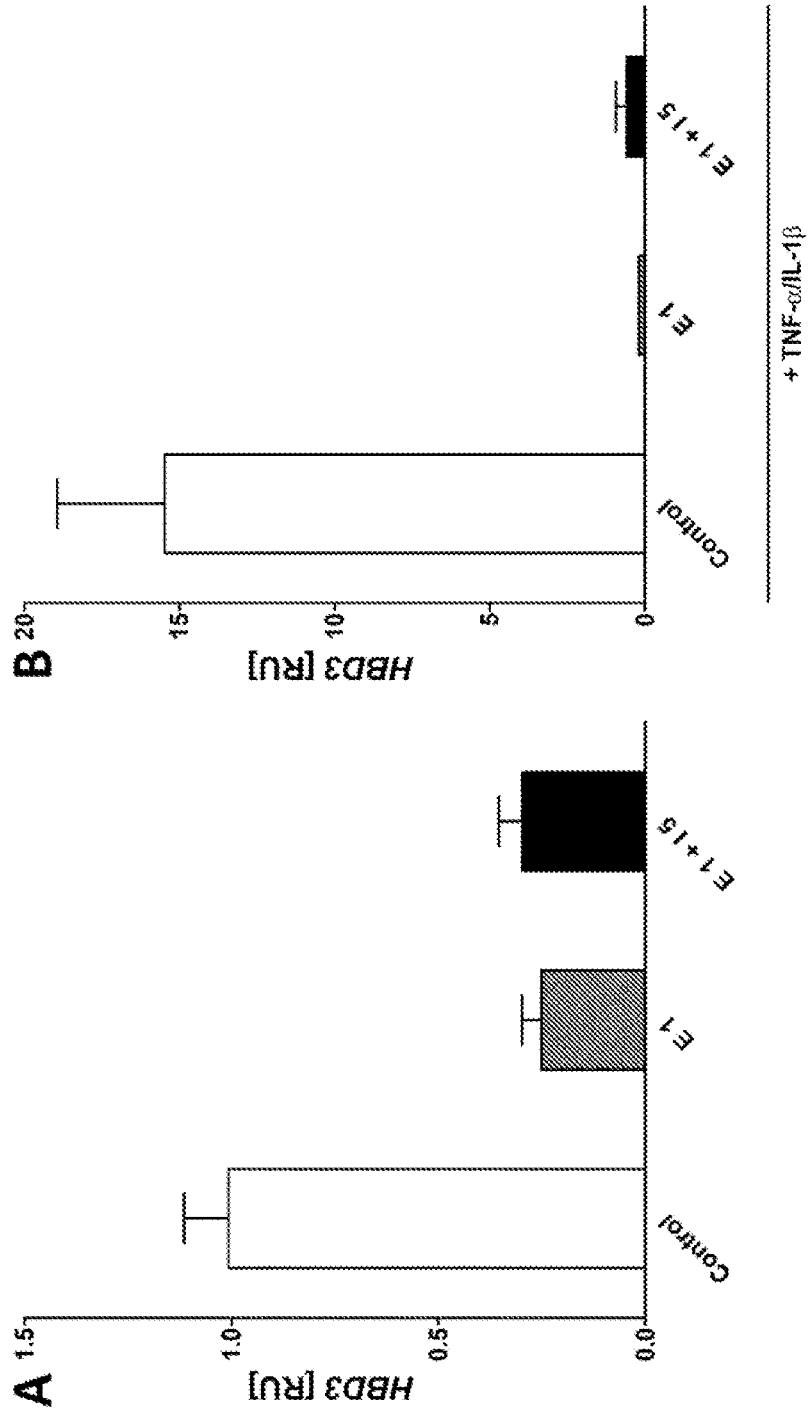 A
HBD3 [RU]
1.5
1.0
0.5
0.0
Control
E1
E1+I5
B
HBD3 [RU]
20
15
10
5
0
Control
E1
E1+I5
+ TNF-α/IL-1β